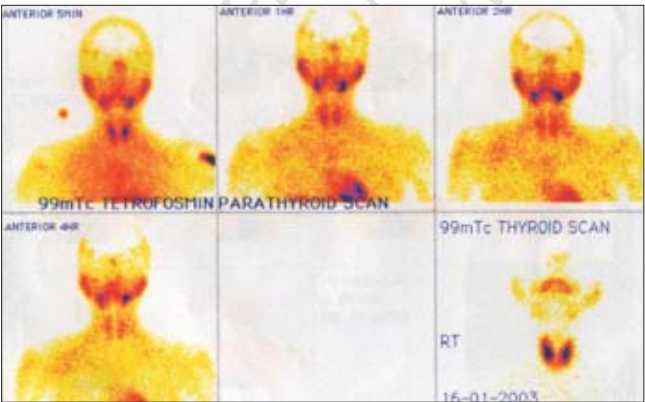 ANTERIOR 5MIN
ANTERIOR 1HR
ANTERIOR 2HR
99mTc TETROFOSMIN PARATHYROID SCAN
ANTERIOR 4HR
99mTc THYROID SCAN
RT
16-01-2003